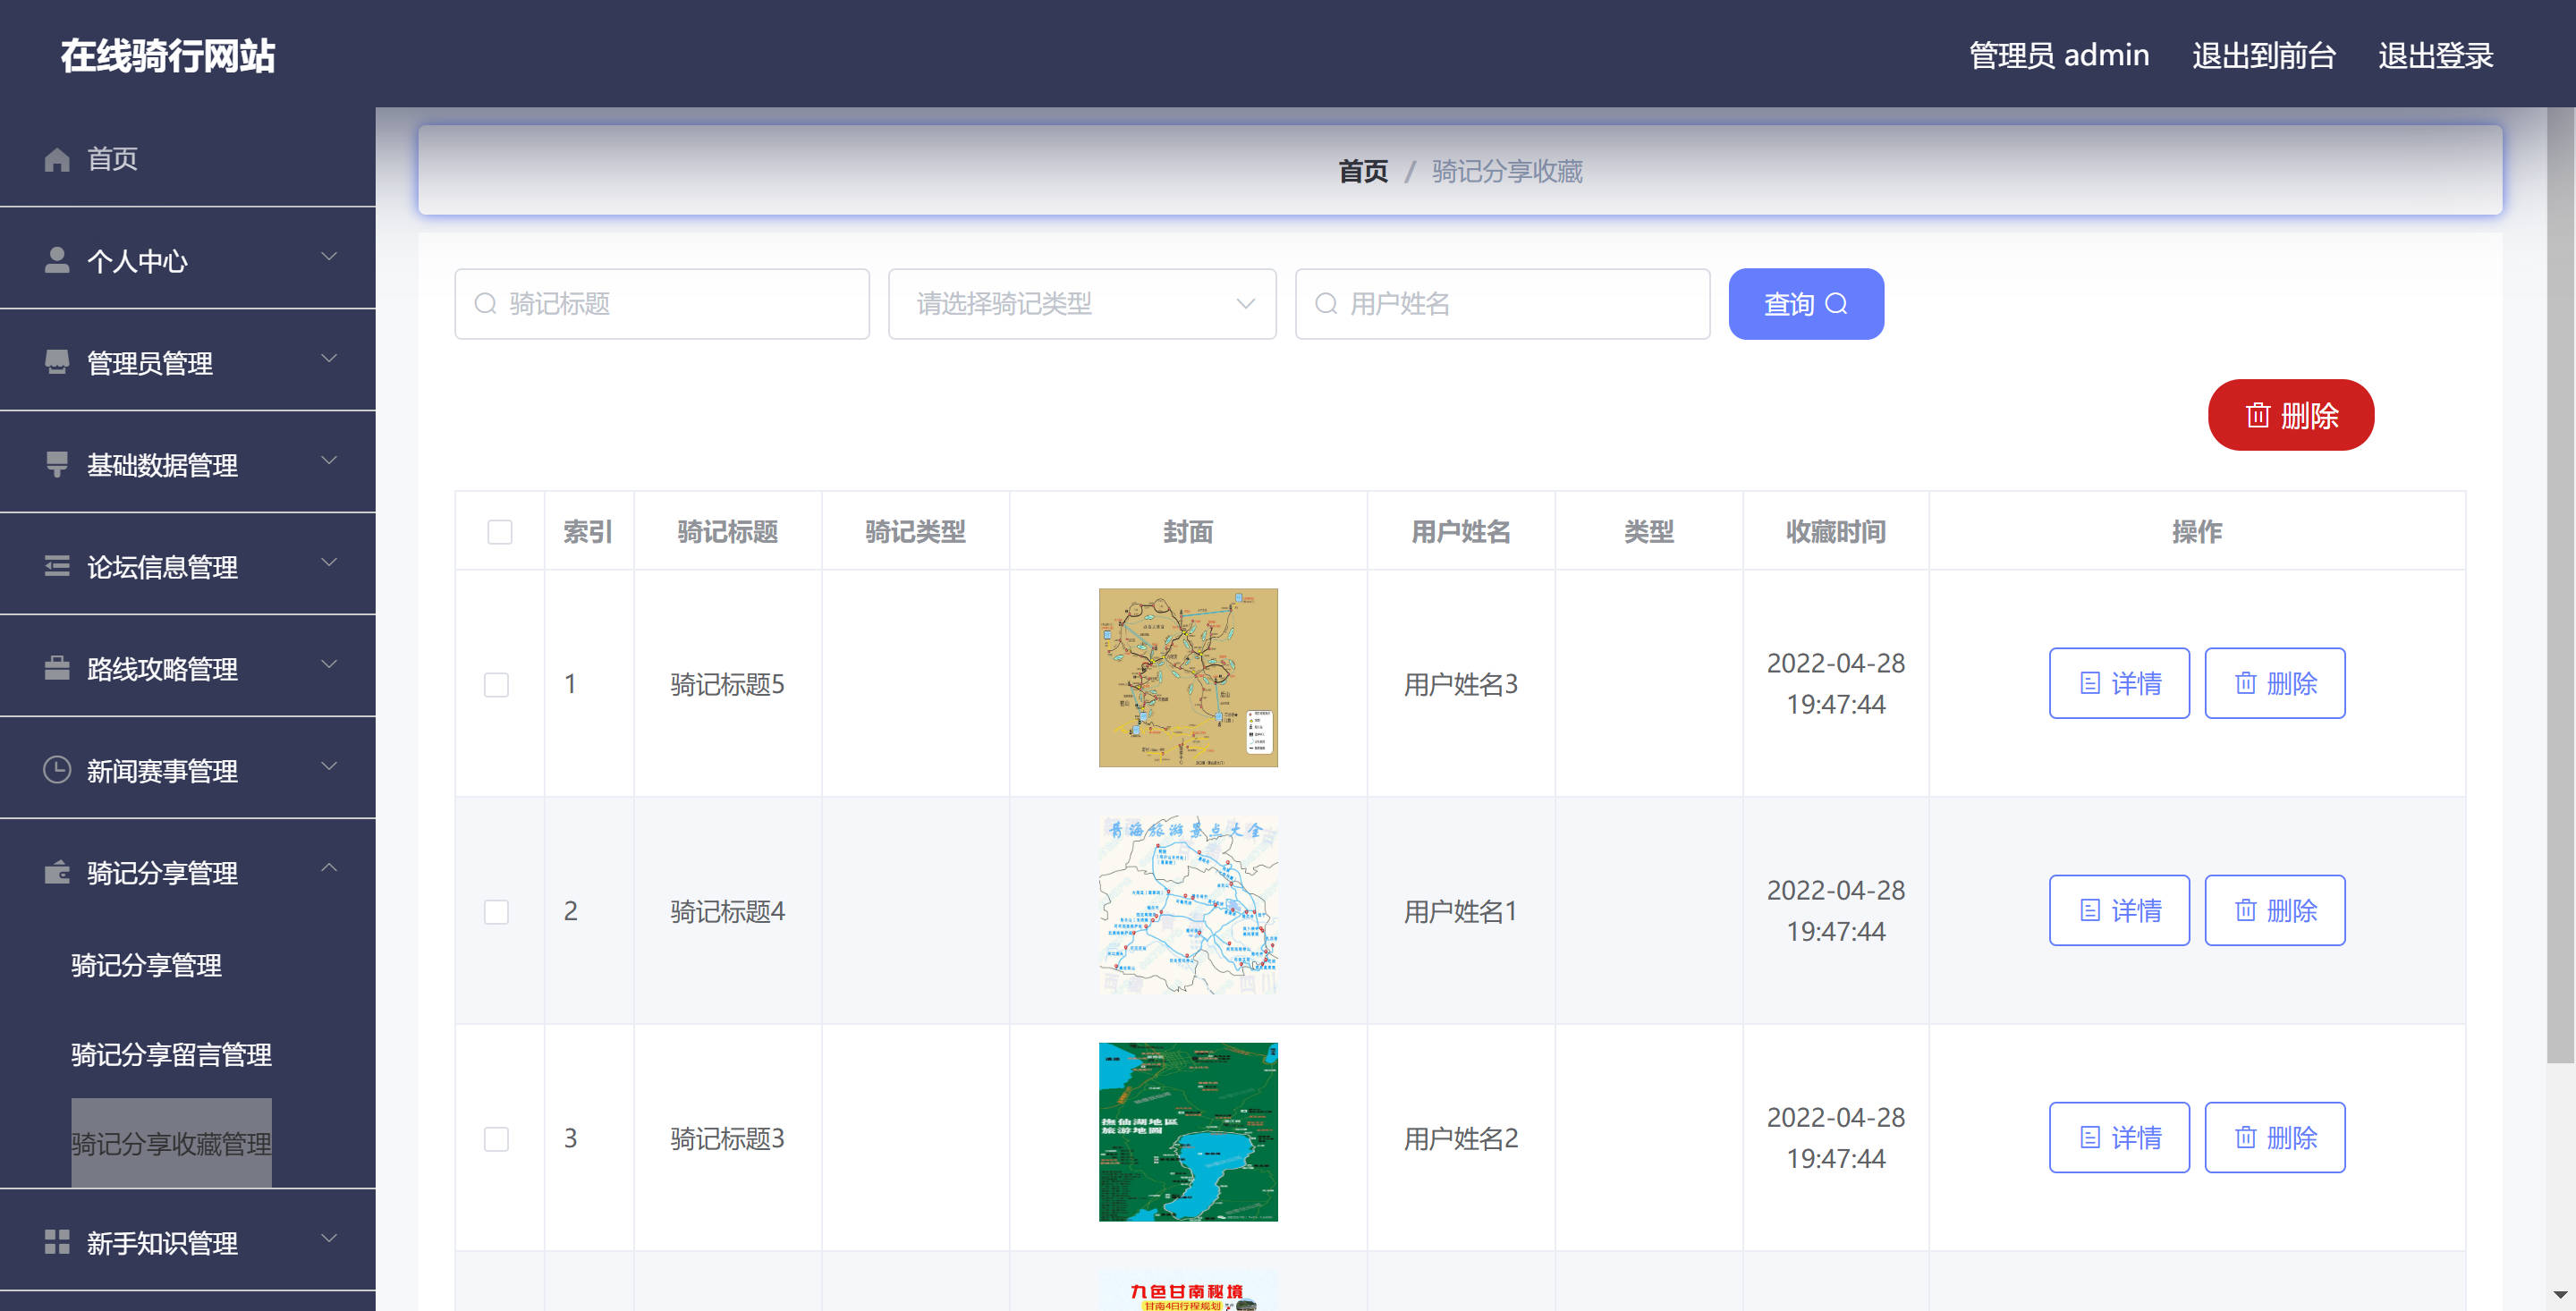 在线骑行网站
管理员 admin 退出到前台 退出登录
首页
个人中心
管理员管理
基础数据管理
论坛信息管理
路线攻略管理
新闻赛事管理
骑记分享管理
骑记分享管理
骑记分享留言管理
骑记分享收藏管理
新手知识管理
首页 / 骑记分享收藏
骑记标题 请选择骑记类型 用户姓名 查询
删除
索引 骑记标题 骑记类型 封面 用户姓名 类型 收藏时间 操作
1 骑记标题5 用户姓名3 2022-04-28 19:47:44 详情 删除
青海旅游景点大全
2 骑记标题4 用户姓名1 2022-04-28 19:47:44 详情 删除
抚仙湖地區
旅游地圖
3 骑记标题3 用户姓名2 2022-04-28 19:47:44 详情 删除
九色甘南秘境
甘南4日行程规划